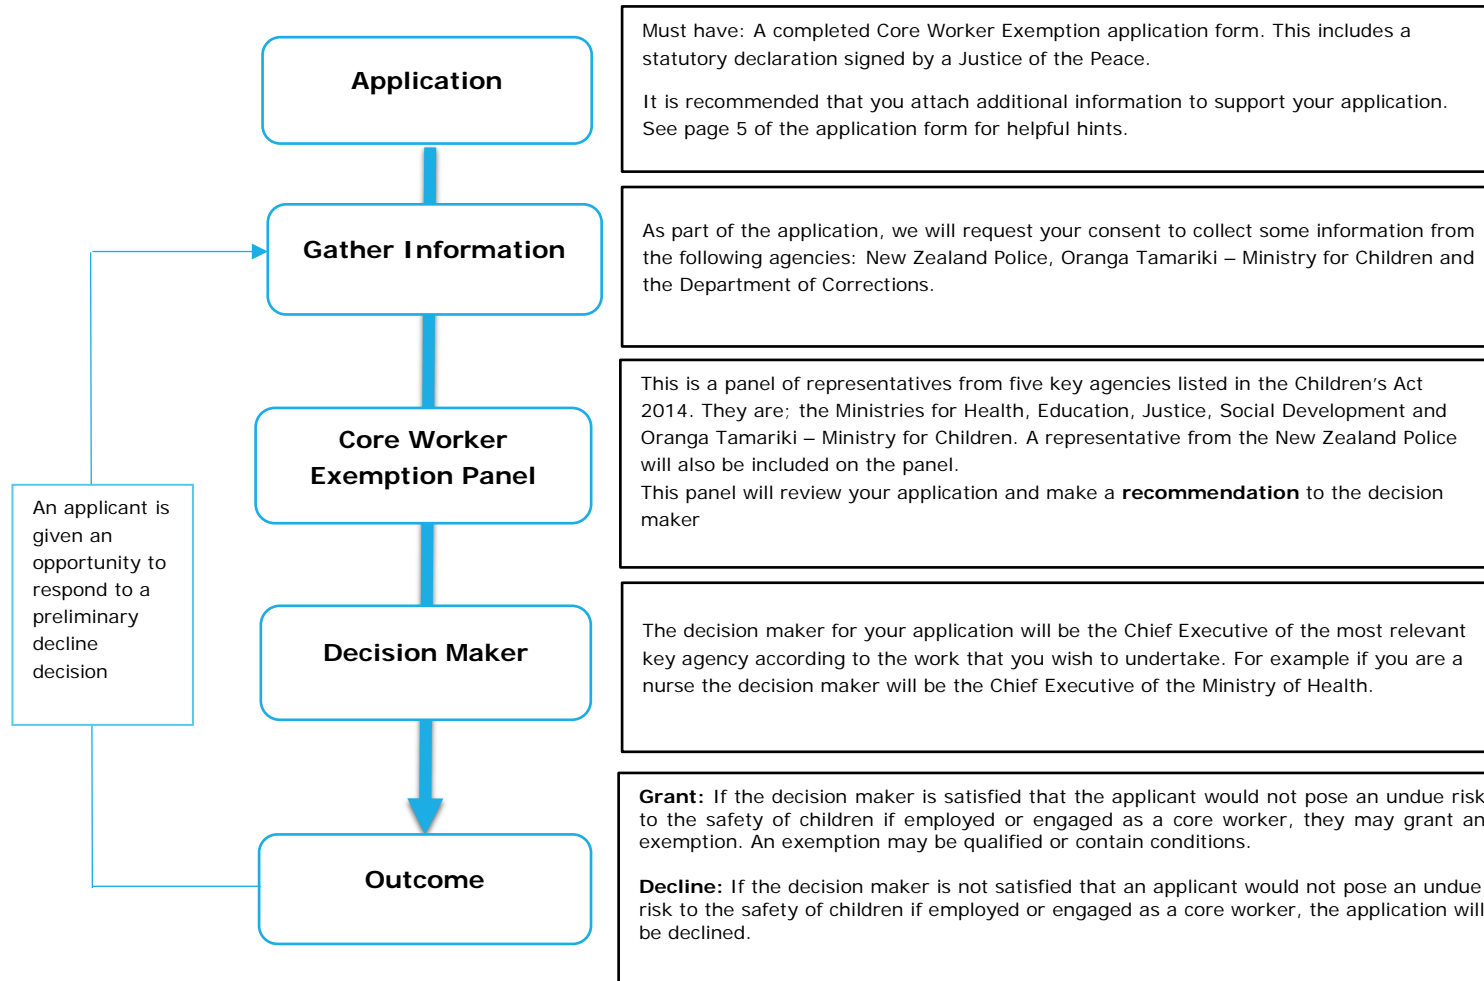 Application
Must have: A completed Core Worker Exemption application form. This includes a
statutory declaration signed by a Justice of the Peace.
It is recommended that you attach additional information to support your application.
See page 5 of the application form for helpful hints.
Gather Information
As part of the application, we will request your consent to collect some information from
the following agencies: New Zealand Police, Oranga Tamariki – Ministry for Children and
the Department of Corrections.
Core Worker
Exemption Panel
This is a panel of representatives from five key agencies listed in the Children's Act
2014. They are; the Ministries for Health, Education, Justice, Social Development and
Oranga Tamariki – Ministry for Children. A representative from the New Zealand Police
will also be included on the panel.
This panel will review your application and make a recommendation to the decision
maker
An applicant is
given an
opportunity to
respond to a
preliminary
decline
decision
Decision Maker
The decision maker for your application will be the Chief Executive of the most relevant
key agency according to the work that you wish to undertake. For example if you are a
nurse the decision maker will be the Chief Executive of the Ministry of Health.
Outcome
Grant: If the decision maker is satisfied that the applicant would not pose an undue risk
to the safety of children if employed or engaged as a core worker, they may grant an
exemption. An exemption may be qualified or contain conditions.
Decline: If the decision maker is not satisfied that an applicant would not pose an undue
risk to the safety of children if employed or engaged as a core worker, the application will
be declined.